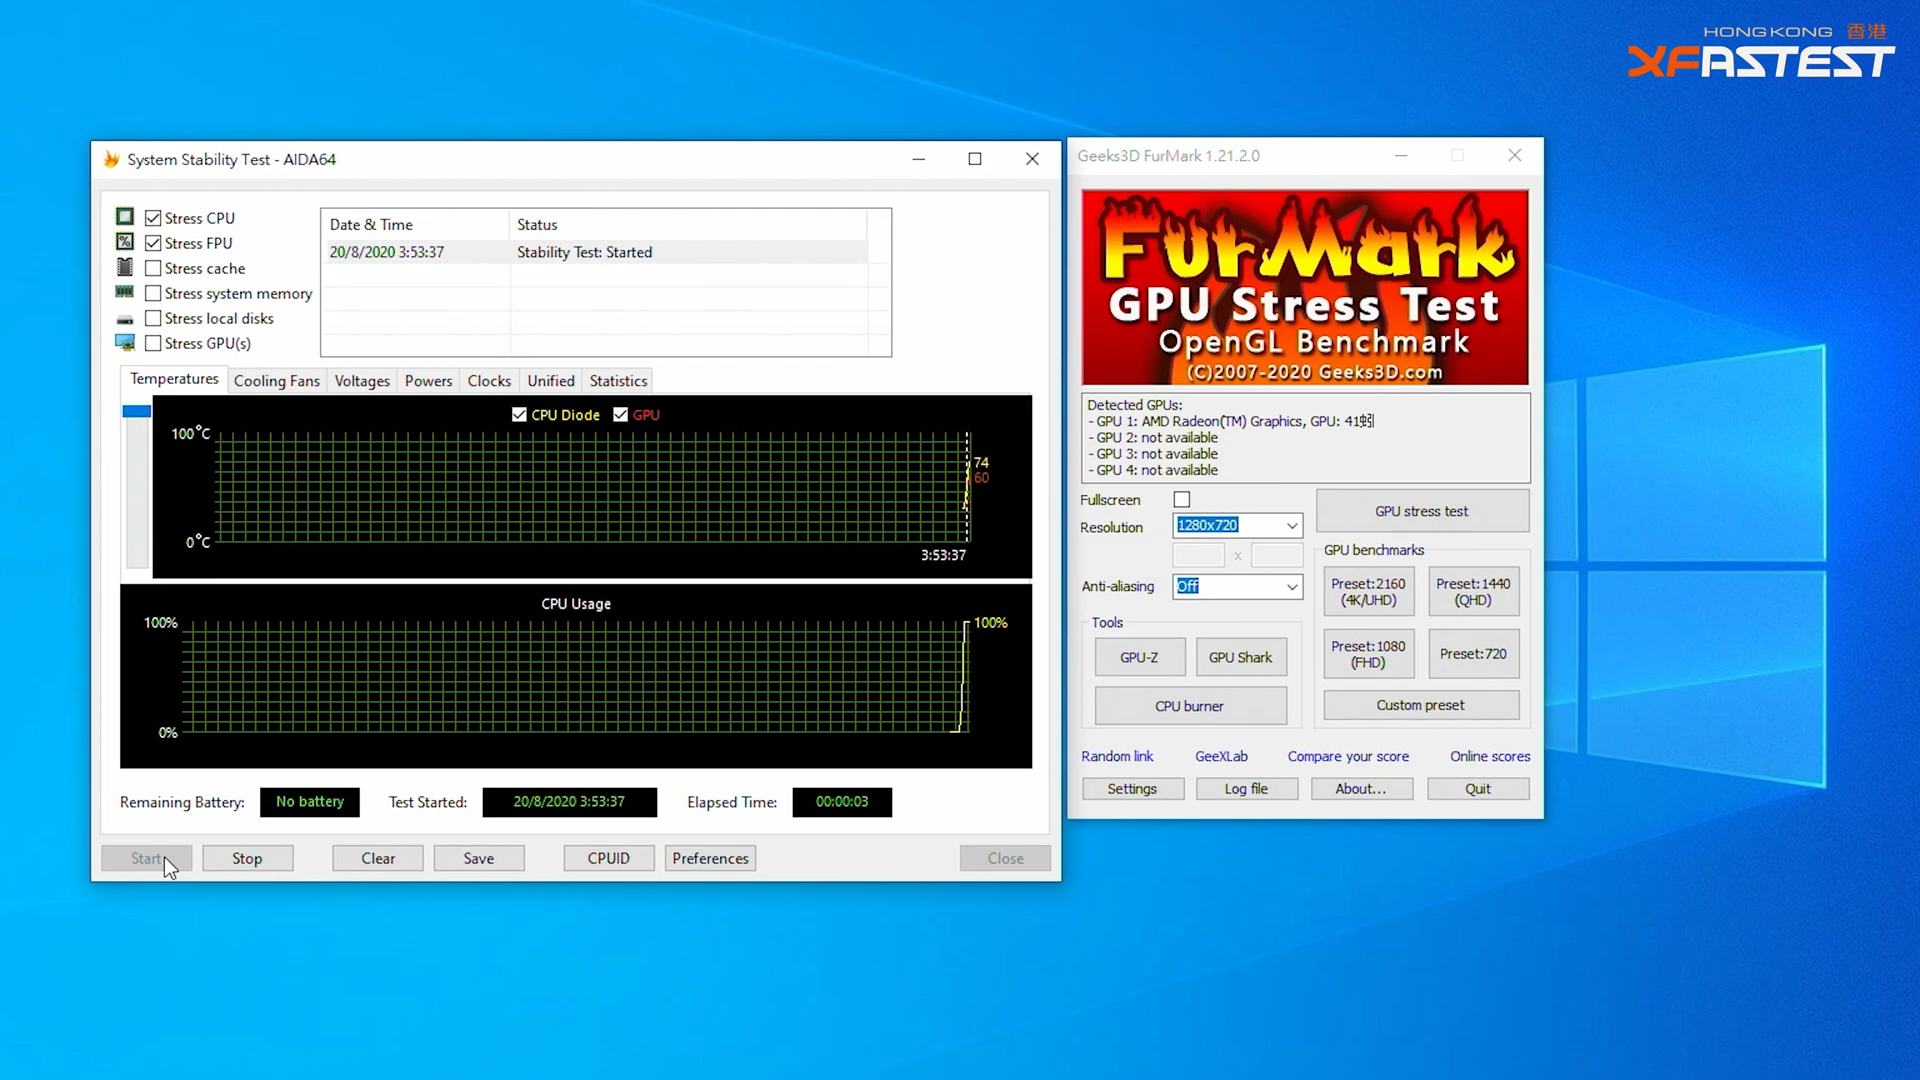 HONG KONG 香港
XFASTEST
System Stability Test - AIDA64
Stress CPU
Stress FPU
Stress cache
Stress system memory
Stress local disks
Stress GPU(s)
Date & Time Status
20/8/2020 3:53:37 Stability Test: Started
Temperatures Cooling Fans Voltages Powers Clocks Unified Statistics
CPU Diode GPU
100°C
74
60
0°C
3:53:37
CPU Usage
100% 100%
0%
Remaining Battery: No battery Test Started: 20/8/2020 3:53:37 Elapsed Time: 00:00:03
Start Stop Clear Save CPUID Preferences Close
Geeks3D FurMark 1.21.2.0
FurMark
GPU Stress Test
OpenGL Benchmark
(C)2007-2020 Geeks3D.com
Detected GPUs:
- GPU 1: AMD Radeon(TM) Graphics, GPU: 41
- GPU 2: not available
- GPU 3: not available
- GPU 4: not available
Fullscreen
Resolution 1280x720
x
Anti-aliasing Off
GPU stress test
GPU benchmarks
Preset:2160
(4K/UHD)
Preset:1440
(QHD)
Preset:1080
(FHD)
Preset:720
Custom preset
Tools
GPU-Z GPU Shark
CPU burner
Random link GeeXLab Compare your score Online scores
Settings Log file About... Quit